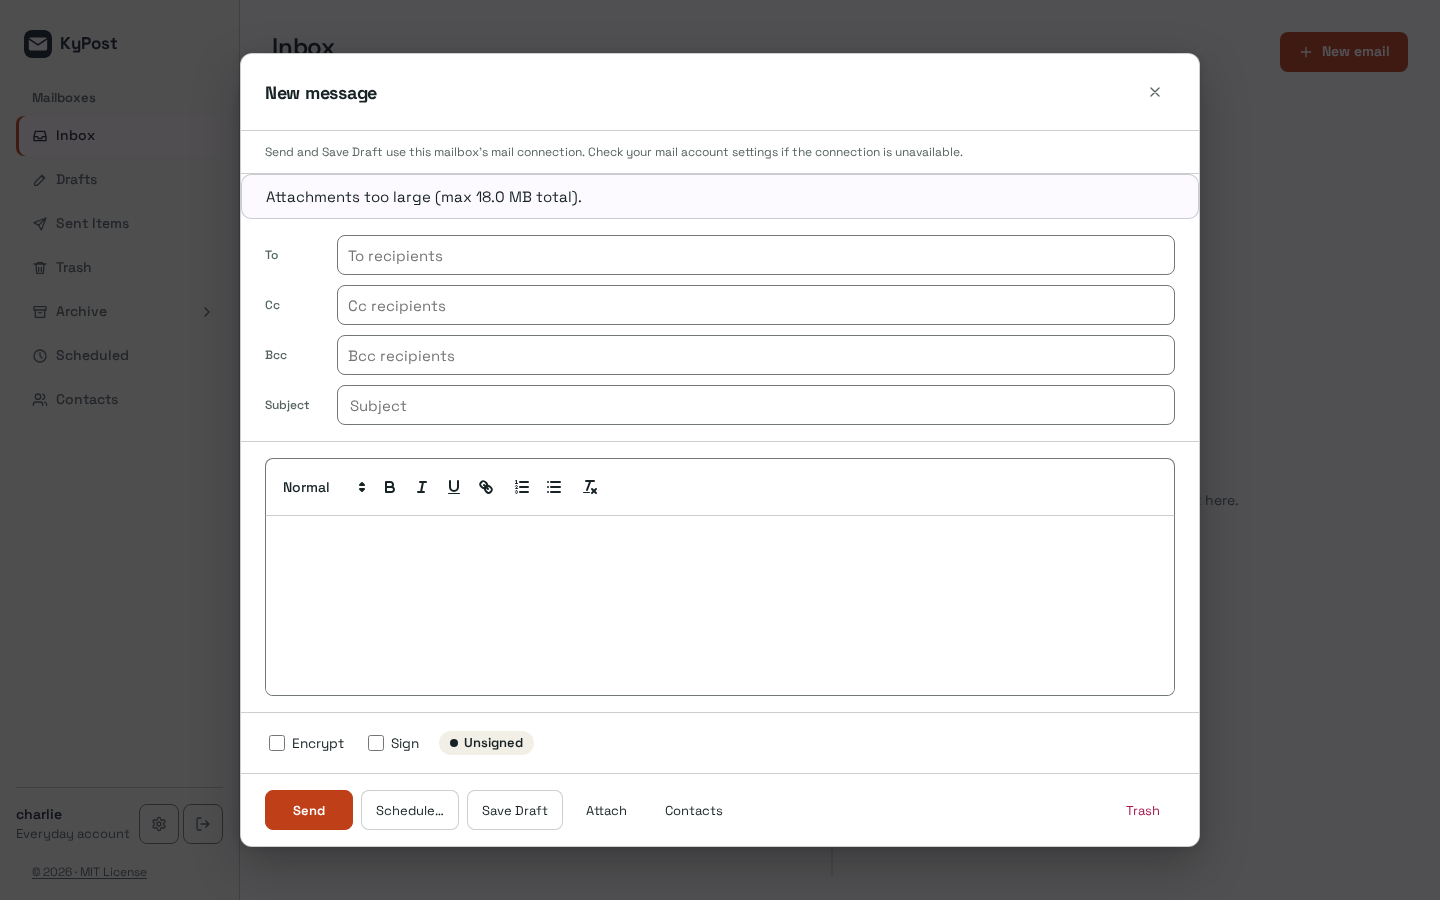 KyPost
Mailboxes
Inbox
Drafts
Sent Items
Trash
Archive
Scheduled
Contacts
charlie
Everyday account
© 2026 · MIT License
Inbox
New email
here.
New message
Send and Save Draft use this mailbox's mail connection. Check your mail account settings if the connection is unavailable.
Attachments too large (max 18.0 MB total).
To
To recipients
Cc
Cc recipients
Bcc
Bcc recipients
Subject
Subject
Normal
Encrypt
Sign
Unsigned
Send
Schedule…
Save Draft
Attach
Contacts
Trash